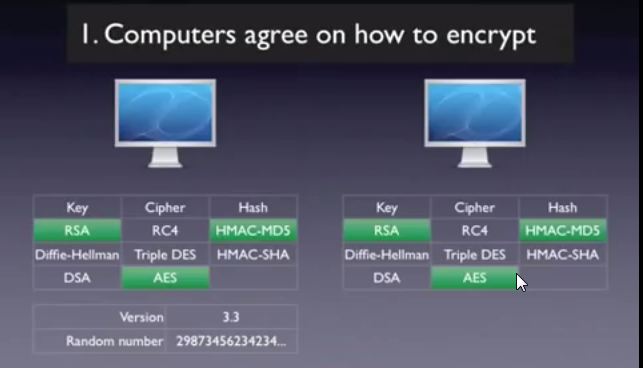 1. Computers agree on how to encrypt
Key Cipher Hash
RSA RC4 HMAC-MD5
Diffie-Hellman Triple DES HMAC-SHA
DSA AES
Version 3.3
Random number 29873456234234...
Key Cipher Hash
RSA RC4 HMAC-MD5
Diffie-Hellman Triple DES HMAC-SHA
DSA AES